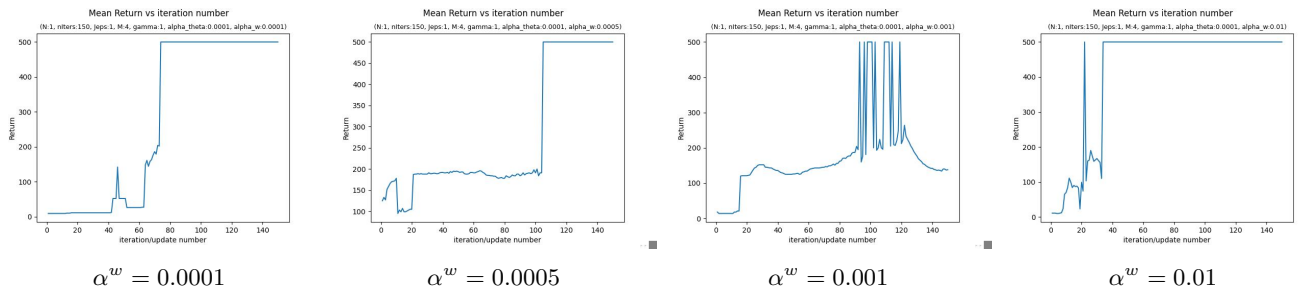 Mean Return vs iteration number
(N:1, niters:150, Jeps:1, M:4, gamma:1, alpha_theta:0.0001, alpha_w:0.0001)
500
400
300
200
100
0
Return
0 20 40 60 80 100 120 140
iteration/update number
α^w = 0.0001
Mean Return vs iteration number
(N:1, niters:150, Jeps:1, M:4, gamma:1, alpha_theta:0.0001, alpha_w:0.0005)
500
450
400
350
300
250
200
150
100
Return
0 20 40 60 80 100 120 140
iteration/update number
α^w = 0.0005
Mean Return vs iteration number
(N:1, niters:150, Jeps:1, M:4, gamma:1, alpha_theta:0.0001, alpha_w:0.001)
500
400
300
200
100
0
Return
0 20 40 60 80 100 120 140
iteration/update number
α^w = 0.001
Mean Return vs iteration number
(N:1, niters:150, Jeps:1, M:4, gamma:1, alpha_theta:0.0001, alpha_w:0.01)
500
400
300
200
100
0
Return
0 20 40 60 80 100 120 140
iteration/update number
α^w = 0.01